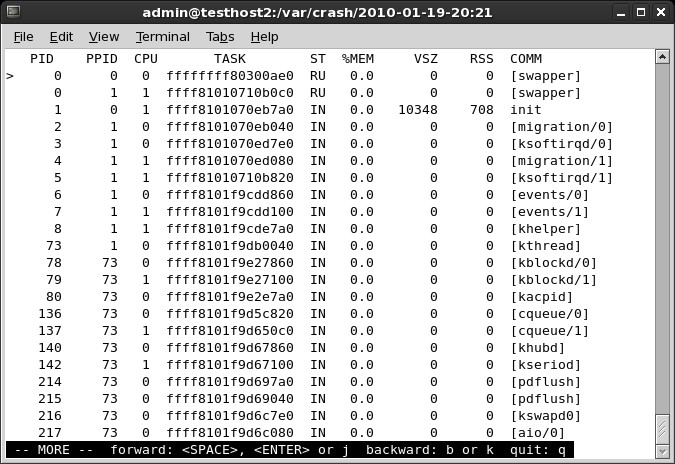 admin@testhost2:/var/crash/2010-01-19-20:21
File Edit View Terminal Tabs Help
PID PPID CPU TASK ST %MEM VSZ RSS COMM
> 0 0 0 ffffffff80300ae0 RU 0.0 0 0 [swapper]
0 1 1 ffff81010710b0c0 RU 0.0 0 0 [swapper]
1 0 1 ffff8101070eb7a0 IN 0.0 10348 708 init
2 1 0 ffff8101070eb040 IN 0.0 0 0 [migration/0]
3 1 0 ffff8101070ed7e0 IN 0.0 0 0 [ksoftirqd/0]
4 1 1 ffff8101070ed080 IN 0.0 0 0 [migration/1]
5 1 1 ffff81010710b820 IN 0.0 0 0 [ksoftirqd/1]
6 1 0 ffff8101f9cdd860 IN 0.0 0 0 [events/0]
7 1 1 ffff8101f9cdd100 IN 0.0 0 0 [events/1]
8 1 1 ffff8101f9cde7a0 IN 0.0 0 0 [khelper]
73 1 0 ffff8101f9db0040 IN 0.0 0 0 [kthread]
78 73 0 ffff8101f9e27860 IN 0.0 0 0 [kblockd/0]
79 73 1 ffff8101f9e27100 IN 0.0 0 0 [kblockd/1]
80 73 0 ffff8101f9e2e7a0 IN 0.0 0 0 [kacpid]
136 73 0 ffff8101f9d5c820 IN 0.0 0 0 [cqueue/0]
137 73 1 ffff8101f9d650c0 IN 0.0 0 0 [cqueue/1]
140 73 0 ffff8101f9d67860 IN 0.0 0 0 [khubd]
142 73 1 ffff8101f9d67100 IN 0.0 0 0 [kseriod]
214 73 0 ffff8101f9d697a0 IN 0.0 0 0 [pdflush]
215 73 0 ffff8101f9d69040 IN 0.0 0 0 [pdflush]
216 73 0 ffff8101f9d6c7e0 IN 0.0 0 0 [kswapd0]
217 73 0 ffff8101f9d6c080 IN 0.0 0 0 [aio/0]
-- MORE -- forward: <SPACE>, <ENTER> or j backward: b or k quit: q